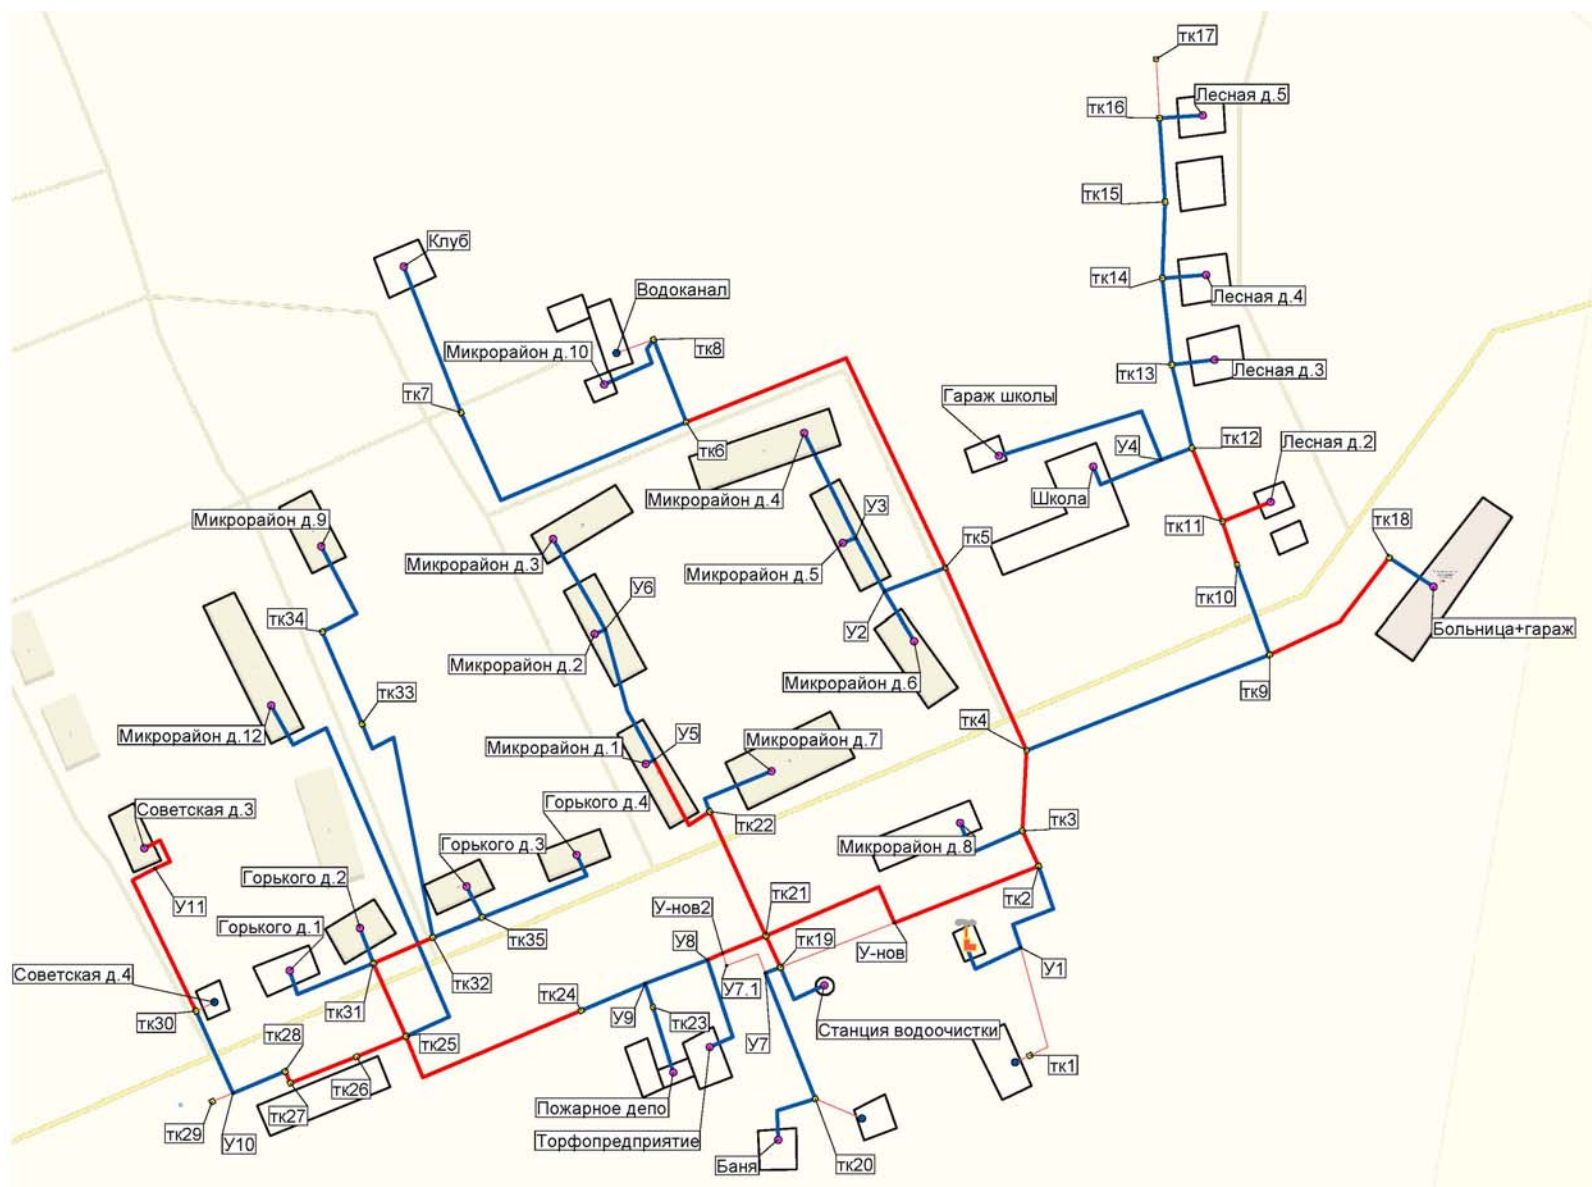 тк17
Лесная д.5
тк16
тк15
Клуб
Водоканал
тк14
Лесная д.4
Микрорайон д.10
тк8
тк13
Лесная д.3
тк7
Гараж школы
тк6
У4
тк12
Лесная д.2
Микрорайон д.4
Школа
Микрорайон д.9
У3
тк11
тк18
Микрорайон д.3
тк5
Микрорайон д.5
У6
тк10
тк34
У2
Больница+гараж
Микрорайон д.2
Микрорайон д.6
тк33
тк9
тк4
Микрорайон д.12
Микрорайон д.1
У5
Микрорайон д.7
Советская д.3
Горького д.4
тк22
тк3
Горького д.3
Микрорайон д.8
Горького д.2
тк2
У11
У-нов2
тк21
Горького д.1
тк35
У8
тк19
У-нов
Советская д.4
тк32
У1
тк31
тк24
У7.1
тк30
У9
тк23
Станция водоочистки
тк28
тк25
У7
тк26
тк1
тк27
Пожарное депо
тк29
У10
Торфопредприятие
Баня
тк20